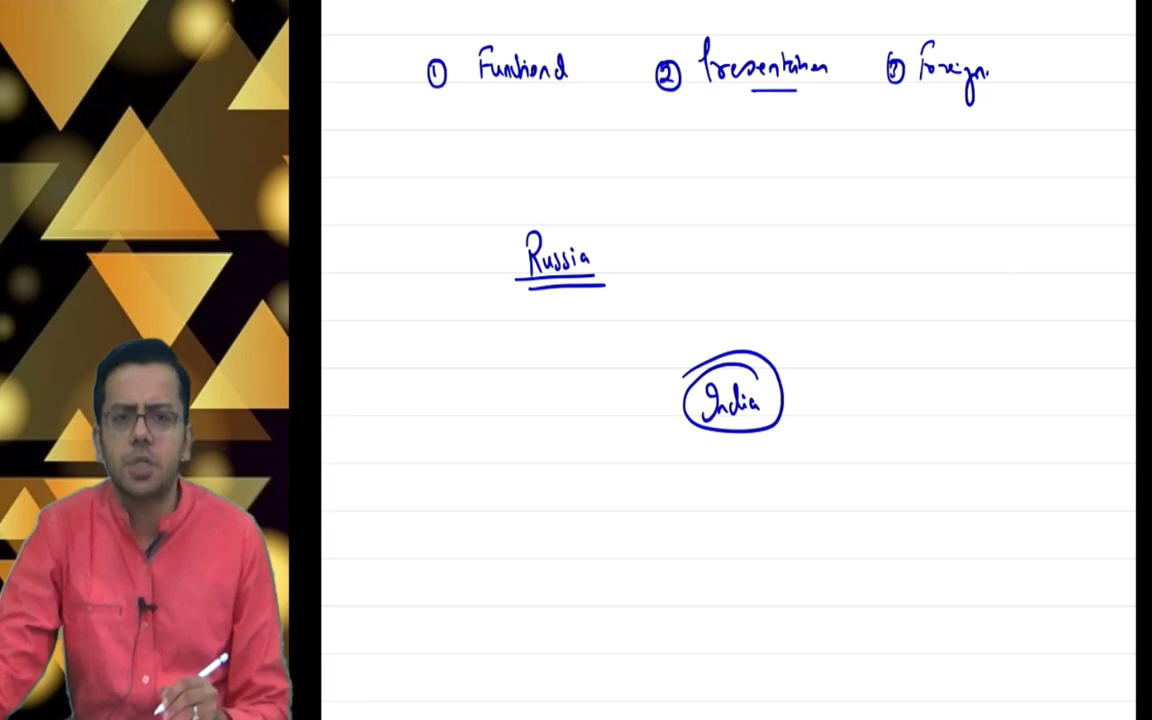 ① Functional ② Presentation ③ Foreign.
Russia
India